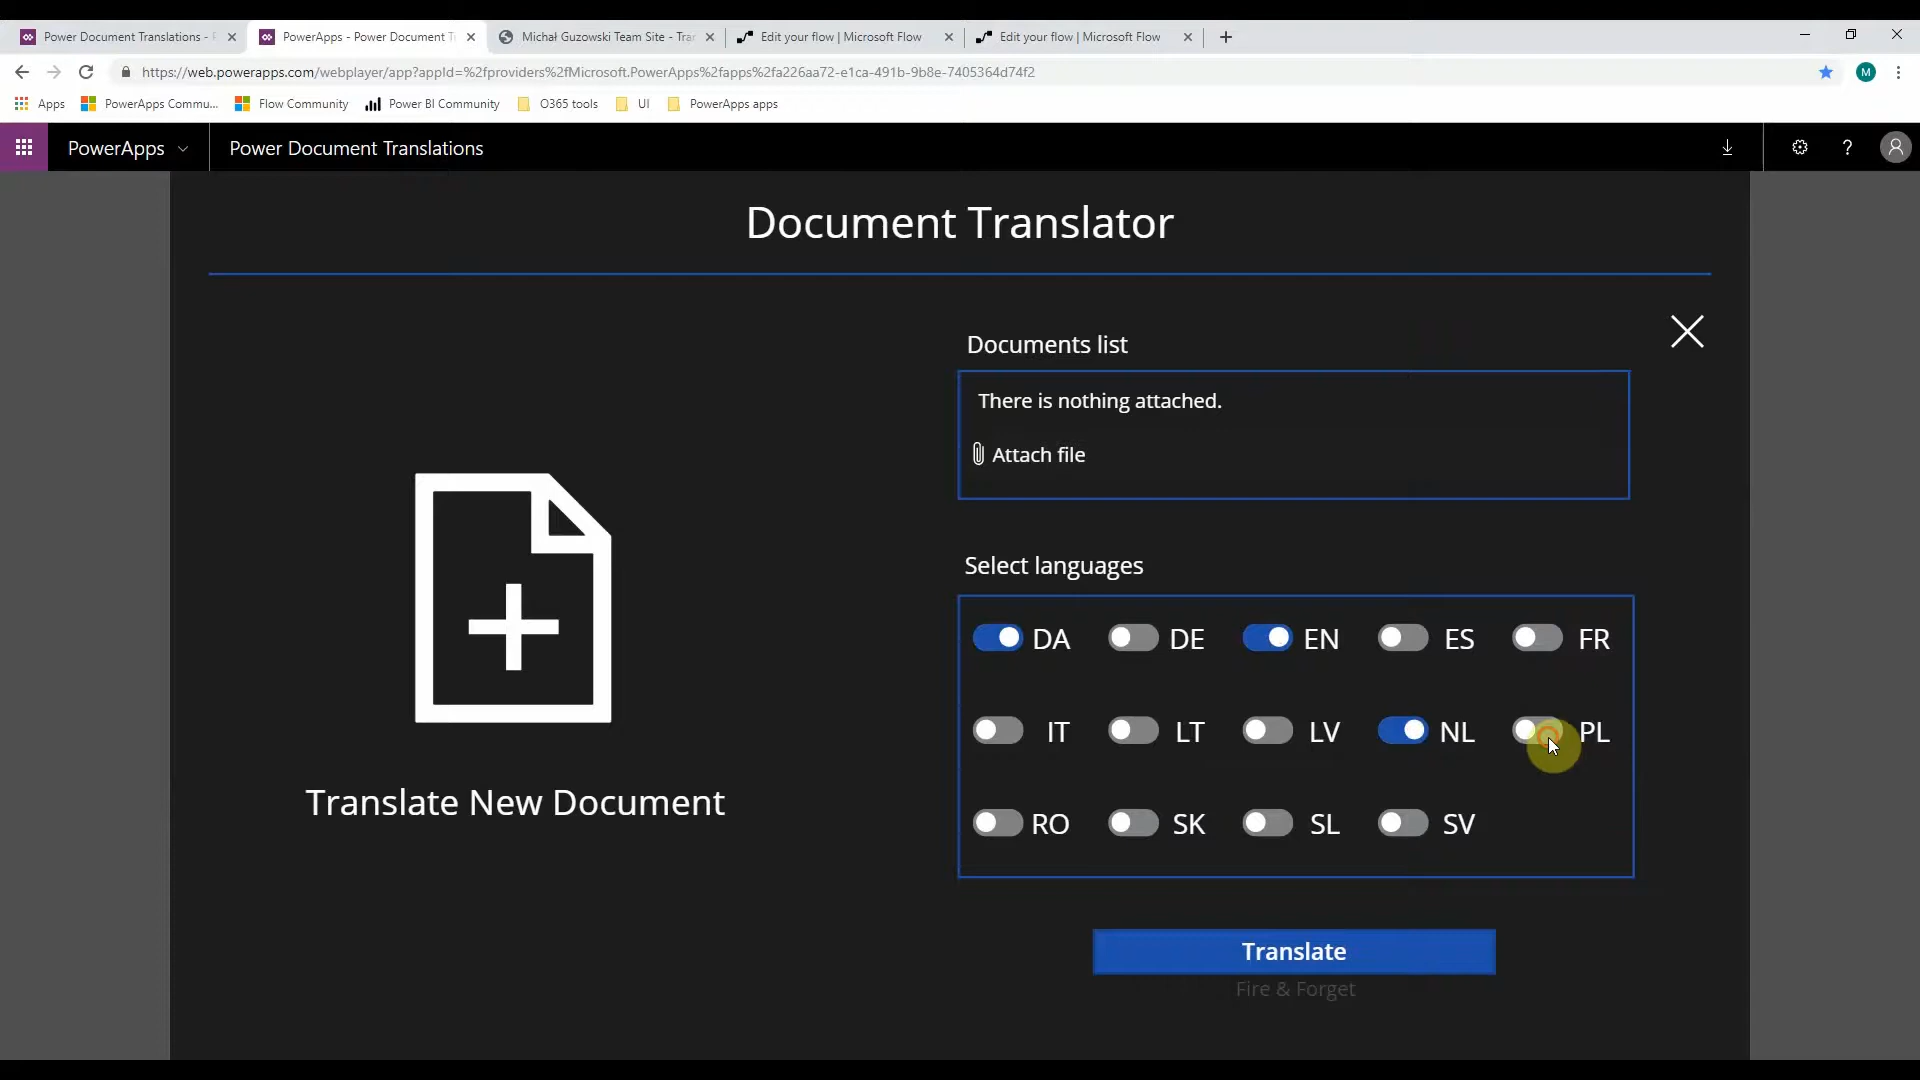 Power Document Translations -
PowerApps - Power Document T
Michał Guzowski Team Site - Tra
Edit your flow | Microsoft Flow
Edit your flow | Microsoft Flow
https://web.powerapps.com/webplayer/app?appId=%2fproviders%2fMicrosoft.PowerApps%2fapps%2fa226aa72-e1ca-491b-9b8e-7405364d74f2
M
Apps
PowerApps Commu...
Flow Community
Power BI Community
O365 tools
UI
PowerApps apps
PowerApps
Power Document Translations
?
Document Translator
Documents list
There is nothing attached.
Attach file
Translate New Document
Select languages
DA DE EN ES FR
IT LT LV NL PL
RO SK SL SV
Translate
Fire & Forget